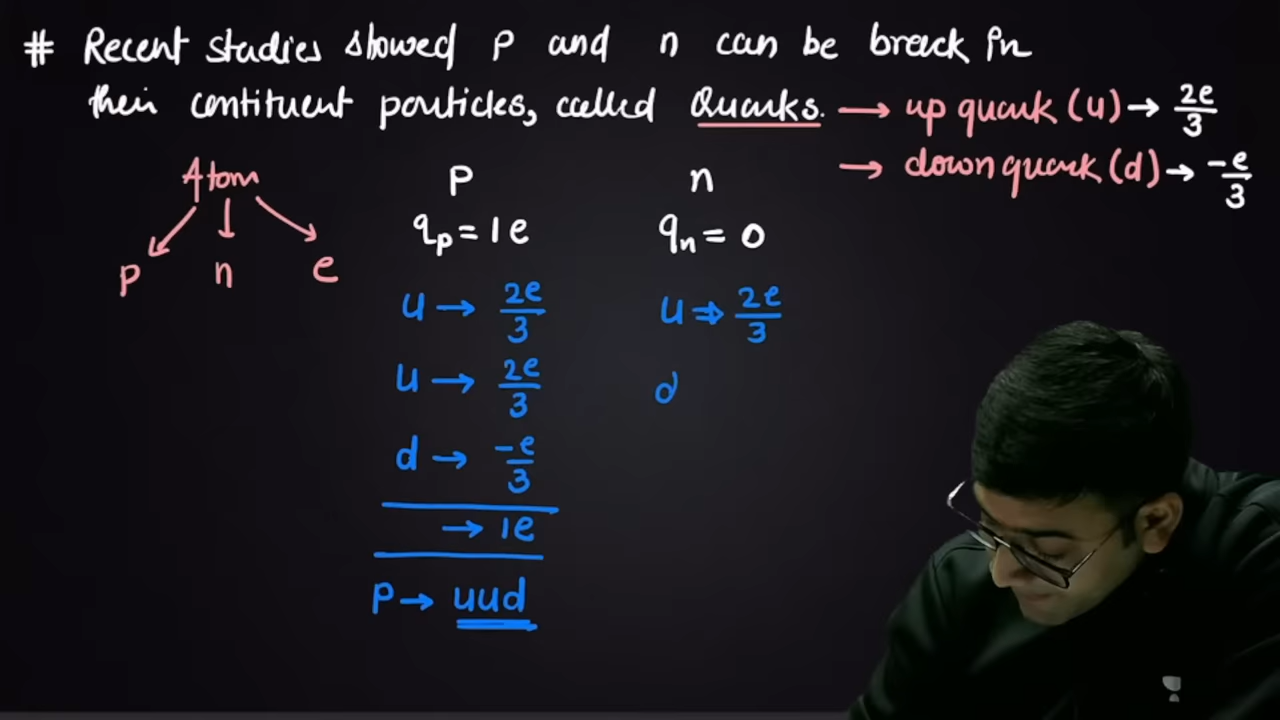 # Recent studies showed p and n can be break in
their contituent particles, called Quarks. → up quark (u) → 2e/3
→ down quark (d) → -e/3
Atom
p n e
p
qp = 1e
u → 2e/3
u → 2e/3
d → -e/3
→ 1e
p → uud
n
qn = 0
u ⇒ 2e/3
d